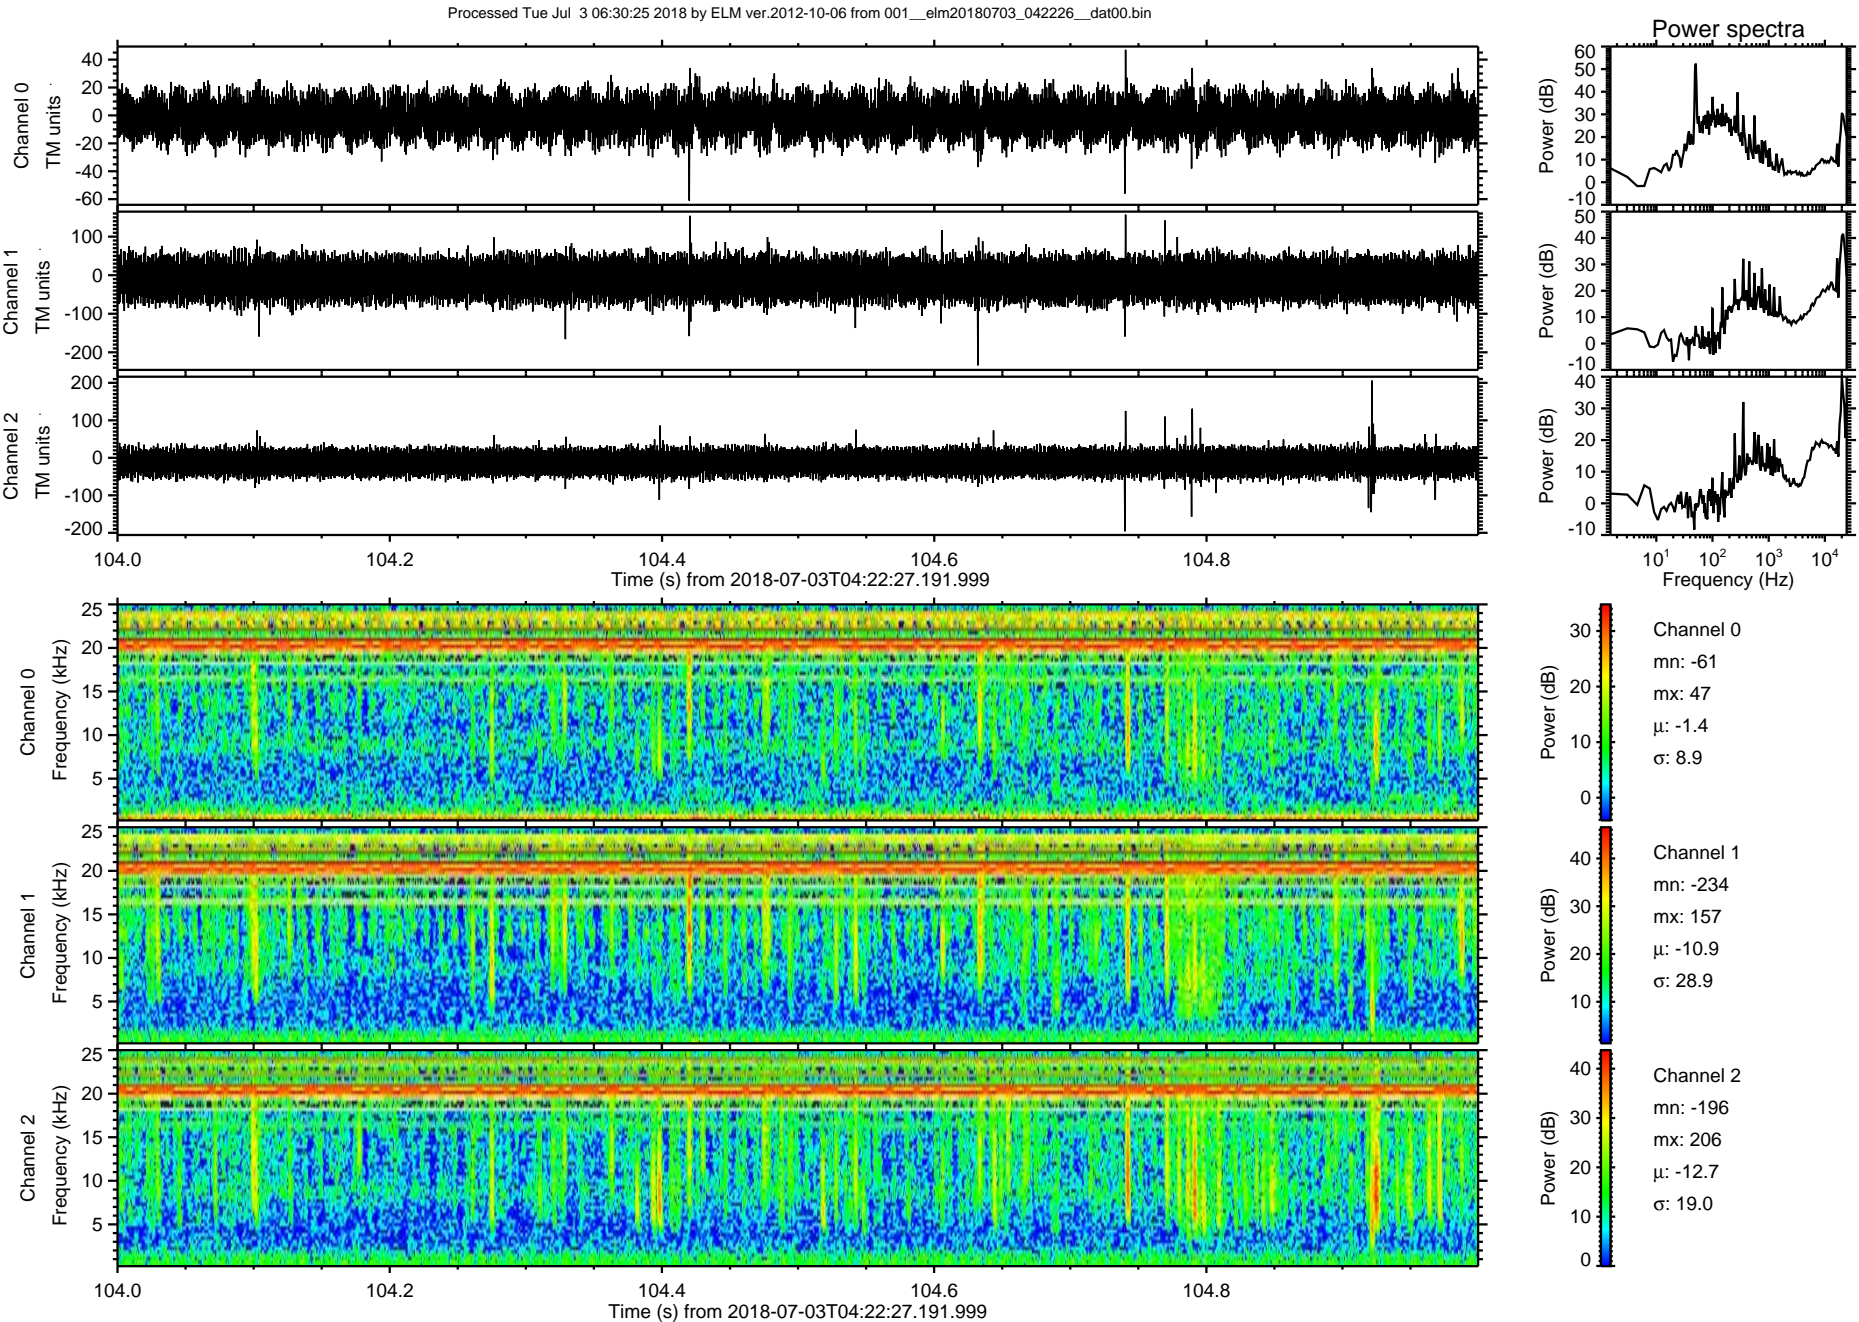 Processed Tue Jul  3 06:30:25 2018 by ELM ver.2012-10-06 from 001__elm20180703_042226__dat00.bin
Power spectra
Channel 0
TM units
40
20
0
-20
-40
-60
Power (dB)
60
50
40
30
20
10
0
-10
Channel 1
TM units
100
0
-100
-200
Power (dB)
50
40
30
20
10
0
-10
Channel 2
TM units
200
100
0
-100
-200
Power (dB)
40
30
20
10
0
-10
104.0 104.2 104.4 104.6 104.8
Time (s) from 2018-07-03T04:22:27.191.999
10¹ 10² 10³ 10⁴
Frequency (Hz)
Channel 0
Frequency (kHz)
25
20
15
10
5
Power (dB)
30
20
10
0
Channel 0
mn: -61
mx: 47
μ: -1.4
σ: 8.9
Channel 1
Frequency (kHz)
25
20
15
10
5
Power (dB)
40
30
20
10
Channel 1
mn: -234
mx: 157
μ: -10.9
σ: 28.9
Channel 2
Frequency (kHz)
25
20
15
10
5
Power (dB)
40
30
20
10
0
Channel 2
mn: -196
mx: 206
μ: -12.7
σ: 19.0
104.0 104.2 104.4 104.6 104.8
Time (s) from 2018-07-03T04:22:27.191.999